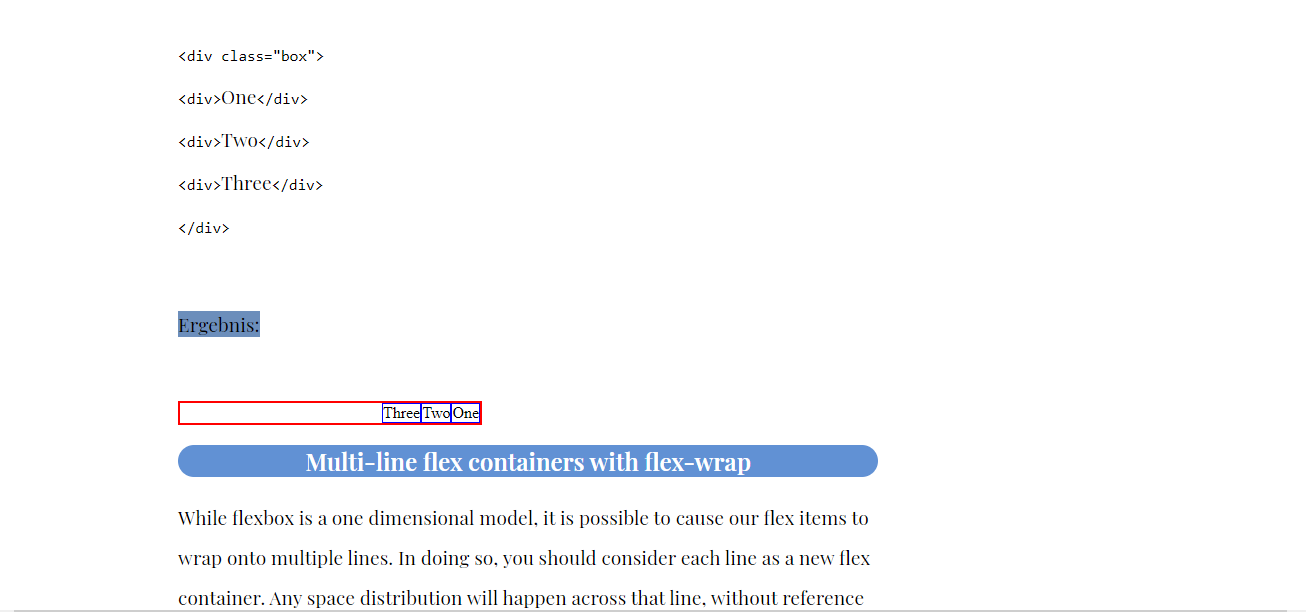 <div class="box">
<div>One</div>
<div>Two</div>
<div>Three</div>
</div>
Ergebnis:
Three Two One
Multi-line flex containers with flex-wrap
While flexbox is a one dimensional model, it is possible to cause our flex items to
wrap onto multiple lines. In doing so, you should consider each line as a new flex
container. Any space distribution will happen across that line, without reference